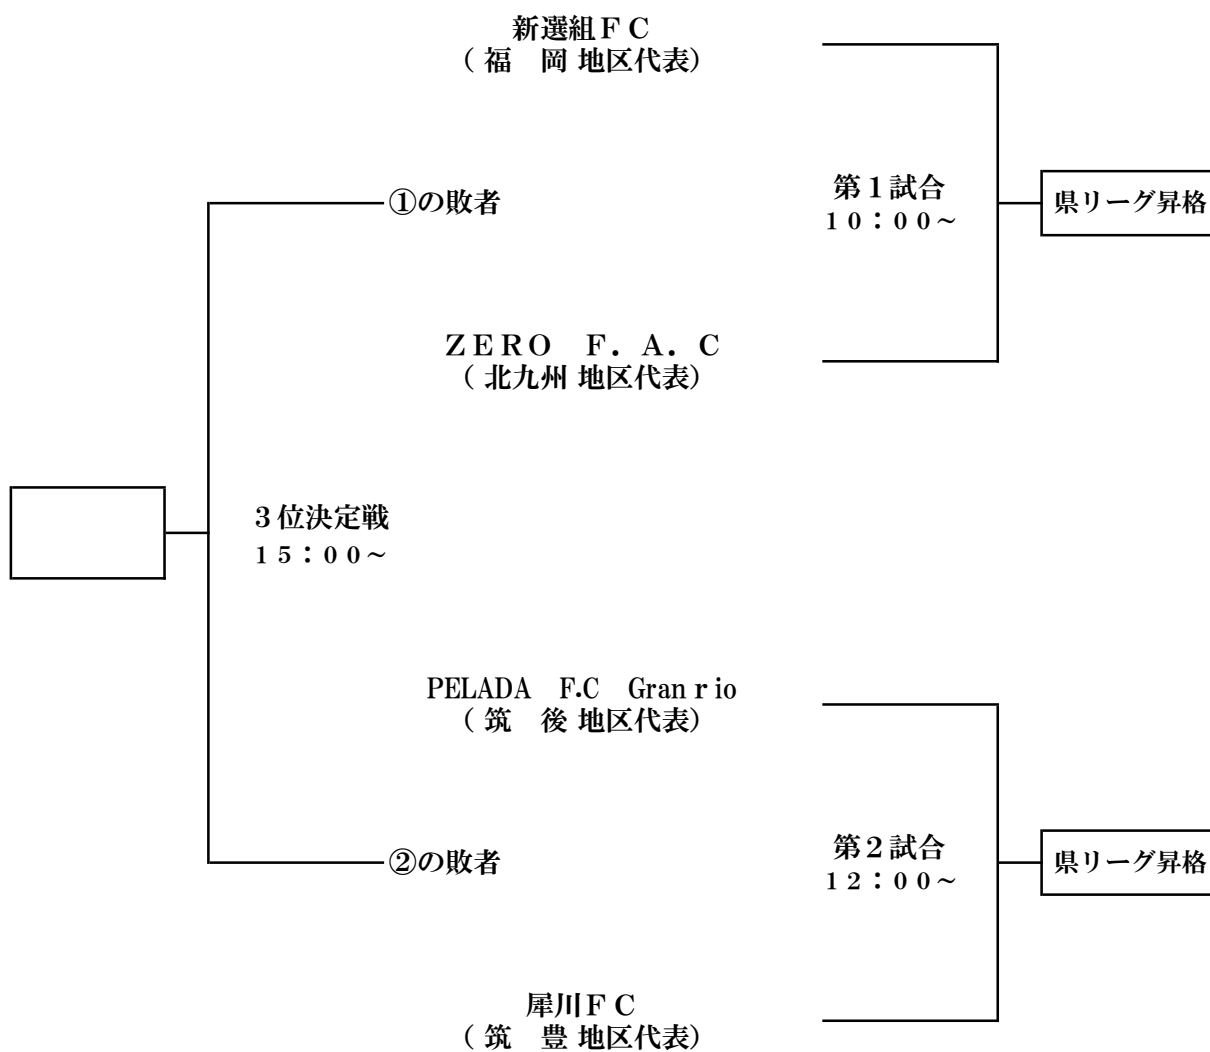 新選組ＦＣ
（ 福　岡 地区代表）
①の敗者
第１試合
１０：００～
県リーグ昇格
ＺＥＲＯ　Ｆ．Ａ．Ｃ
（ 北九州 地区代表）
３位決定戦
１５：００～
PELADA　F.C　Granｒio
（ 筑　後 地区代表）
②の敗者
第２試合
１２：００～
県リーグ昇格
犀川ＦＣ
（ 筑　豊 地区代表）